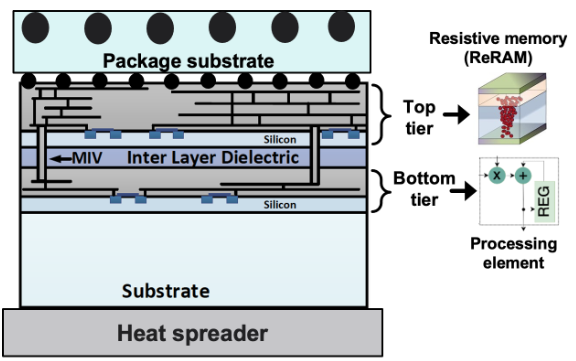 Package substrate
Resistive memory
(ReRAM)
Top
tier
Silicon
MIV
Inter Layer Dielectric
Bottom
tier
Silicon
X
+
REG
Processing
element
Substrate
Heat spreader